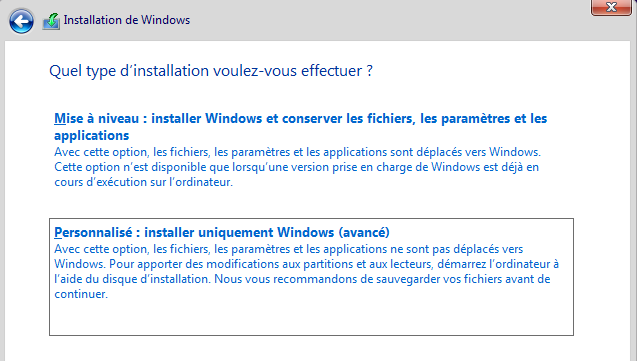 Installation de Windows
Quel type d'installation voulez-vous effectuer ?
Mise à niveau : installer Windows et conserver les fichiers, les paramètres et les
applications
Avec cette option, les fichiers, les paramètres et les applications sont déplacés vers Windows.
Cette option n'est disponible que lorsqu'une version prise en charge de Windows est déjà en
cours d'exécution sur l'ordinateur.
Personnalisé : installer uniquement Windows (avancé)
Avec cette option, les fichiers, les paramètres et les applications ne sont pas déplacés vers
Windows. Pour apporter des modifications aux partitions et aux lecteurs, démarrez l'ordinateur à
l'aide du disque d'installation. Nous vous recommandons de sauvegarder vos fichiers avant de
continuer.